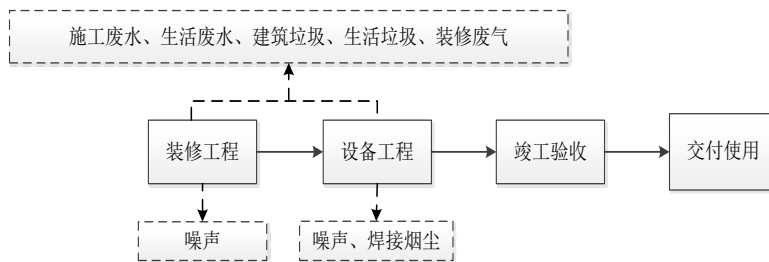 施工废水、生活废水、建筑垃圾、生活垃圾、装修废气
装修工程
设备工程
竣工验收
交付使用
噪声
噪声、焊接烟尘